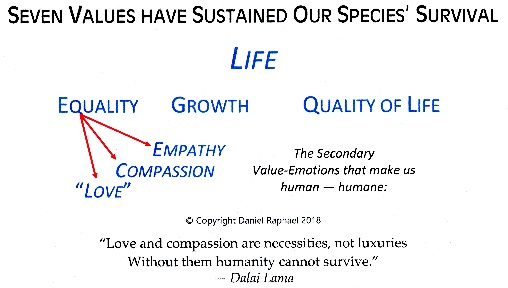 SEVEN VALUES HAVE SUSTAINED OUR SPECIES' SURVIVAL
LIFE
EQUALITY GROWTH QUALITY OF LIFE
EMPATHY
COMPASSION
"LOVE"
The Secondary
Value-Emotions that make us
human — humane:
© Copyright Daniel Raphael 2018
"Love and compassion are necessities, not luxuries
Without them humanity cannot survive."
– Dalai Lama